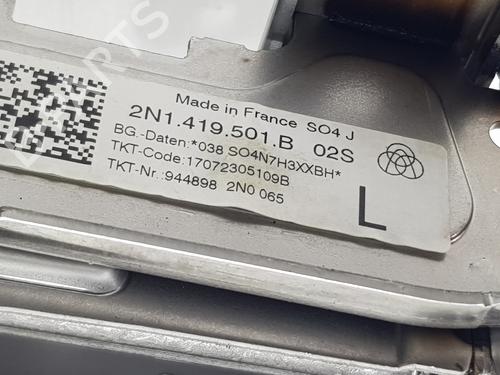 Made in France SO4 J
2N1.419.501.B 02S
BG.-Daten:*038 SO4N7H3XXBH*
TKT-Code:17072305109B
TKT-Nr.:944898 2N0 065
L